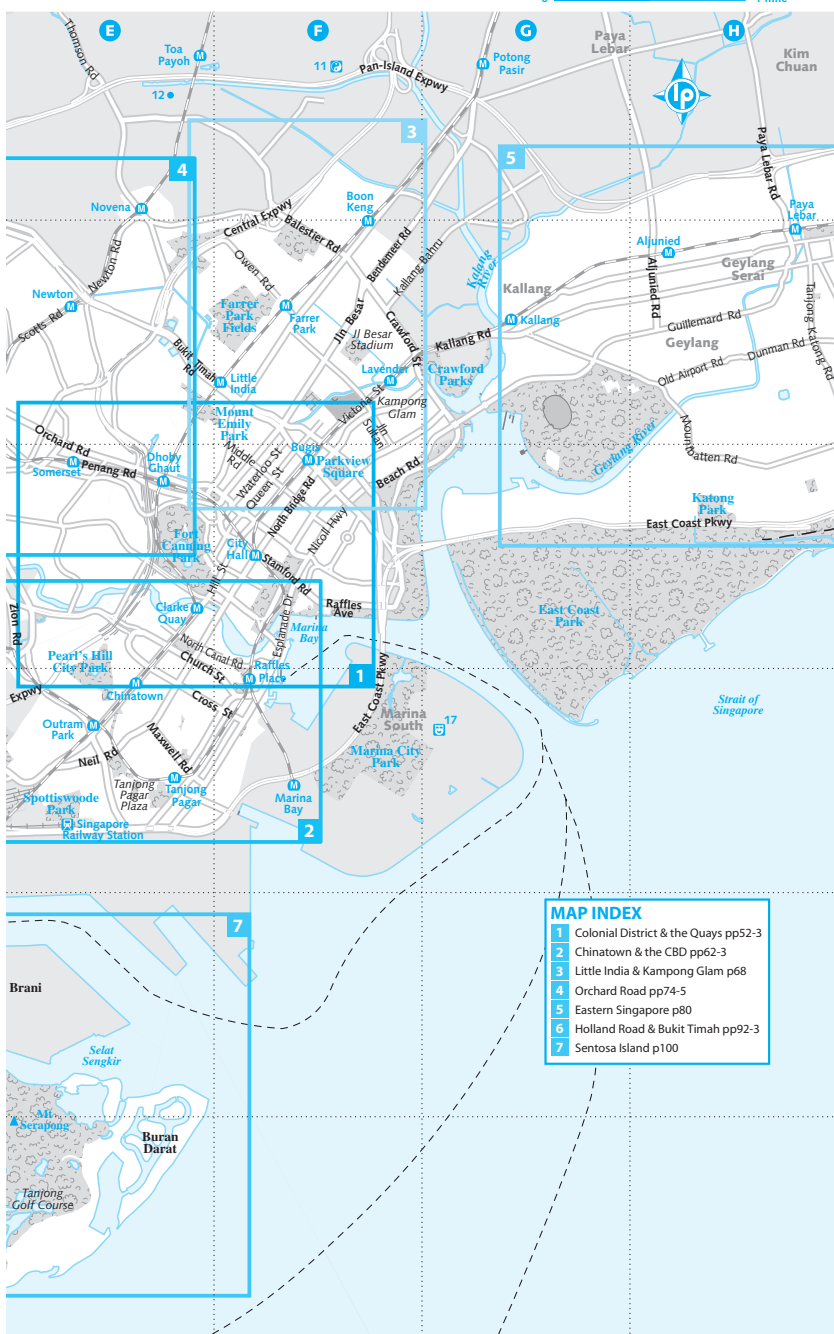 E
F
G
H
Thomson Rd
Toa
Payoh
11
Pan-Island Expwy
Potong
Pasir
Paya
Lebar
Kim
Chuan
lp
12
3
4
5
Paya Lebar Rd
Novena
Central Expwy
Balestier Rd
Boon
Keng
Bendemeer Rd
Kallang Bahru
Kalang
River
Paya
Lebar
Aljunied
Geylang
Serai
Newton Rd
Owen Rd
Newton
Scotts Rd
Farrer
Park
Fields
Farrer
Park
Jln Besar
Jl Besar
Stadium
Crawford St
Kallang Rd
Kallang
Kallang
Aljunied Rd
Guillemard Rd
Geylang
Tanjong Katong Rd
Dunman Rd
Old Airport Rd
Bukit Timah
Rd
Little
India
Lavender
Crawford
Parks
Mount
Emily
Park
Victoria St
Kampong
Glam
Jln
Sultan
Orchard Rd
Penang Rd
Somerset
Dhoby
Ghaut
Middle
Rd
Waterloo St
Queen St
Bugis
Parkview
Square
Beach Rd
North Bridge Rd
Nicoll Hwy
Geylang River
Mountbatten Rd
Katong
Park
East Coast Pkwy
Fort
Canning
Park
City
Hall
Stamford Rd
Hill St
Zion Rd
Clarke
Quay
Esplanade Dr
Raffles
Ave
Marina
Bay
East Coast
Park
North Canal Rd
Church St
Pearl's Hill
City Park
Raffles
Place
1
Expwy
Chinatown
Cross St
East Coast Pkwy
Marina
South
17
Strait of
Singapore
Outram
Park
Neil Rd
Maxwell Rd
Marina City
Park
Tanjong
Pagar
Plaza
Tanjong
Pagar
Marina
Bay
Spottiswoode
Park
Singapore
Railway Station
2
7
MAP INDEX
1 Colonial District & the Quays pp52-3
2 Chinatown & the CBD pp62-3
3 Little India & Kampong Glam p68
4 Orchard Road pp74-5
5 Eastern Singapore p80
6 Holland Road & Bukit Timah pp92-3
7 Sentosa Island p100
Brani
Selat
Sengkir
Mt
Serapong
Buran
Darat
Tanjong
Golf Course